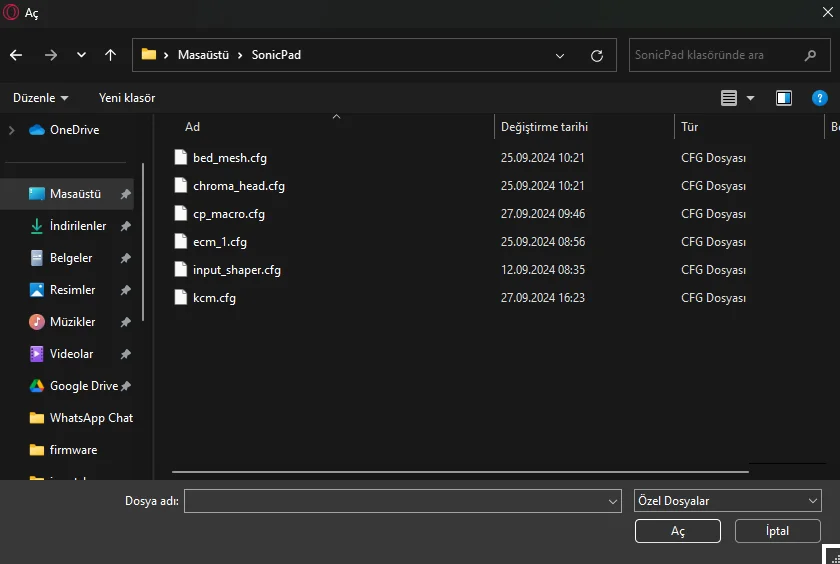 Aç
Masaüstü
SonicPad
SonicPad klasöründe ara
Düzenle
Yeni klasör
OneDrive
Masaüstü
İndirilenler
Belgeler
Resimler
Müzikler
Videolar
Google Drive
WhatsApp Chat
firmware
Ad Değiştirme tarihi Tür
bed_mesh.cfg 25.09.2024 10:21 CFG Dosyası
chroma_head.cfg 25.09.2024 10:21 CFG Dosyası
cp_macro.cfg 27.09.2024 09:46 CFG Dosyası
ecm_1.cfg 25.09.2024 08:56 CFG Dosyası
input_shaper.cfg 12.09.2024 08:35 CFG Dosyası
kcm.cfg 27.09.2024 16:23 CFG Dosyası
Dosya adı:
Özel Dosyalar
Aç
İptal